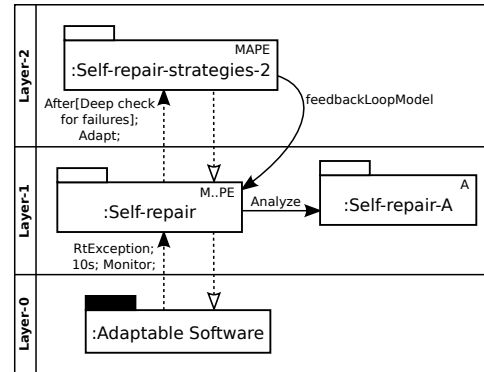 Layer-2
MAPE
:Self-repair-strategies-2
After[Deep check
for failures];
Adapt;
feedbackLoopModel
Layer-1
M..PE
:Self-repair
Analyze
A
:Self-repair-A
RtException;
10s; Monitor;
Layer-0
:Adaptable Software